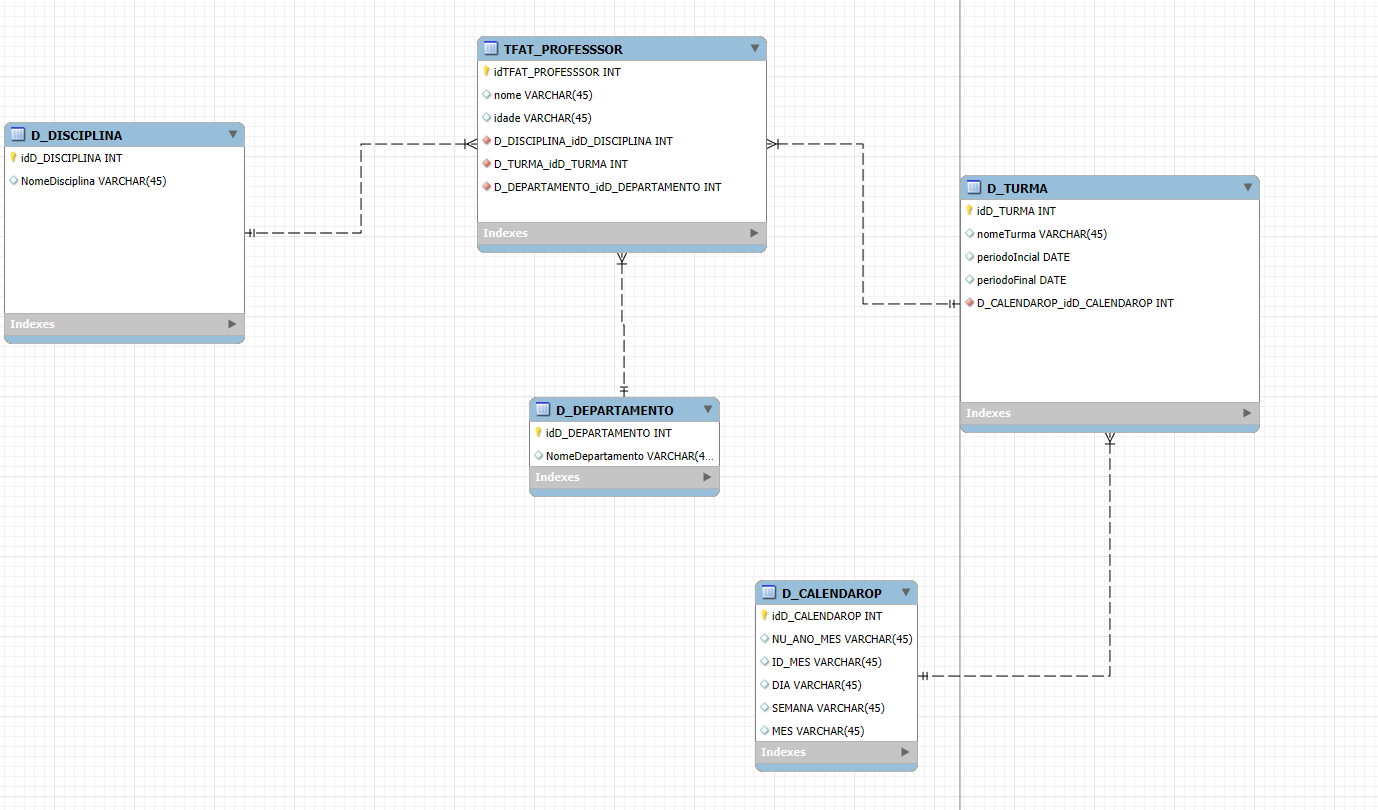 TFAT_PROFESSSOR
idTFAT_PROFESSSOR INT
nome VARCHAR(45)
idade VARCHAR(45)
D_DISCIPLINA_idD_DISCIPLINA INT
D_TURMA_idD_TURMA INT
D_DEPARTAMENTO_idD_DEPARTAMENTO INT
Indexes
D_DISCIPLINA
idD_DISCIPLINA INT
NomeDisciplina VARCHAR(45)
Indexes
D_TURMA
idD_TURMA INT
nomeTurma VARCHAR(45)
periodoIncial DATE
periodoFinal DATE
D_CALENDAROP_idD_CALENDAROP INT
Indexes
D_DEPARTAMENTO
idD_DEPARTAMENTO INT
NomeDepartamento VARCHAR(4...
Indexes
D_CALENDAROP
idD_CALENDAROP INT
NU_ANO_MES VARCHAR(45)
ID_MES VARCHAR(45)
DIA VARCHAR(45)
SEMANA VARCHAR(45)
MES VARCHAR(45)
Indexes